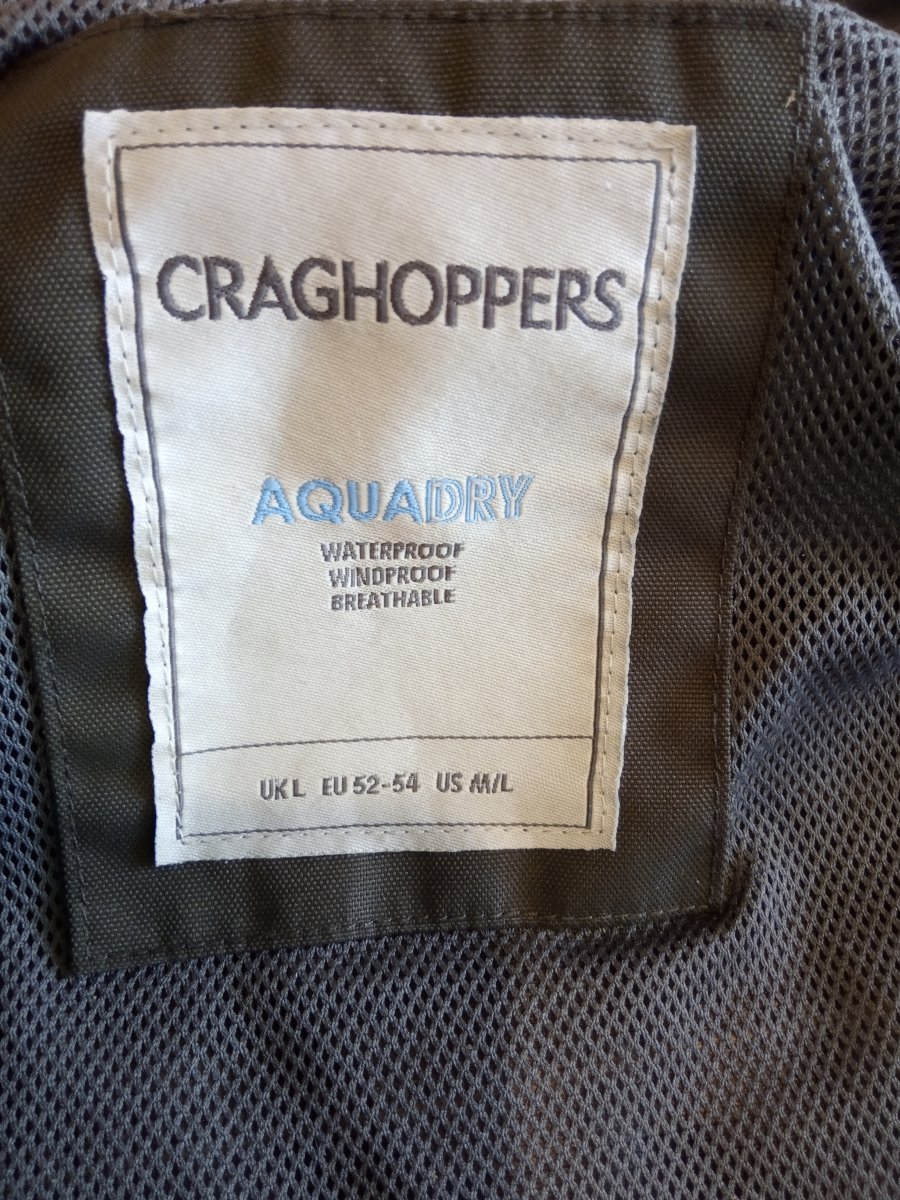 CRAGHOPPERS
AQUADRY
WATERPROOF
WINDPROOF
BREATHABLE
UK L EU 52-54 US M/L